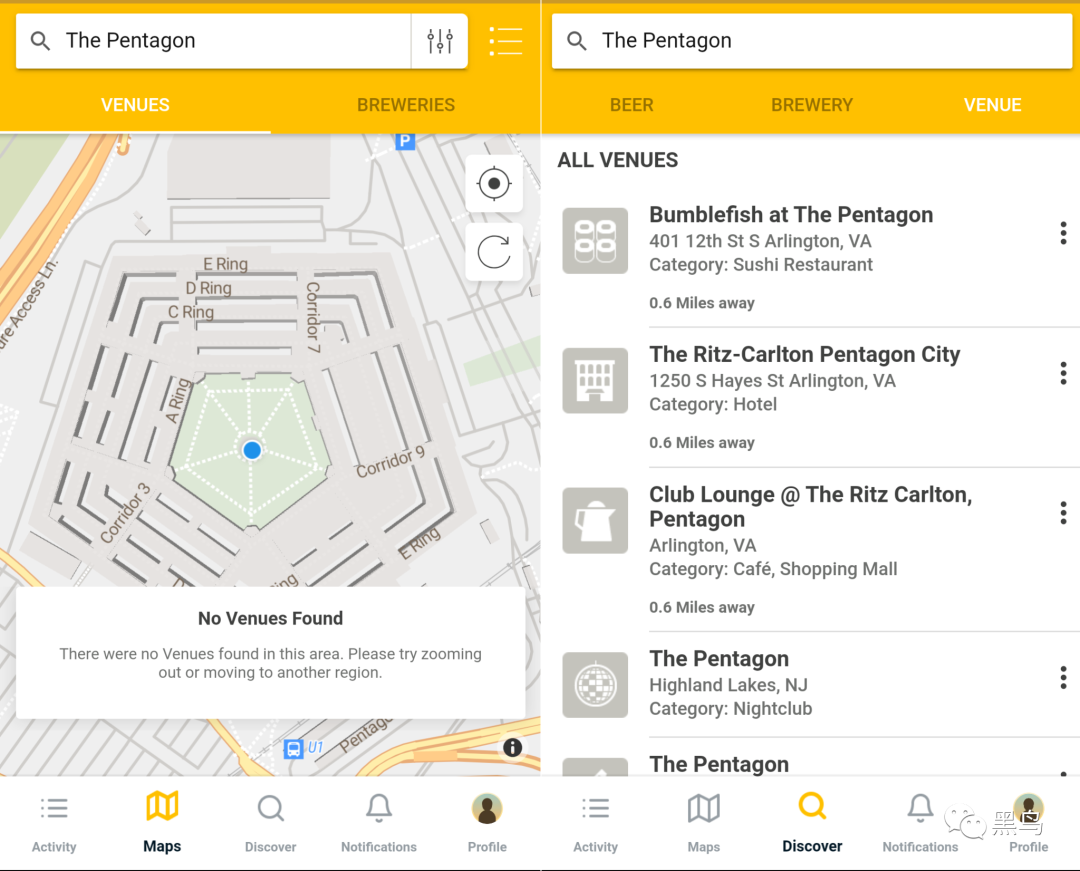 The Pentagon
VENUES
BREWERIES
P
E Ring
D Ring
C Ring
Corridor 7
ure Access Ln.
A Ring
Corridor 9
Corridor 3
E Ring
D
ing
No Venues Found
There were no Venues found in this area. Please try zooming
out or moving to another region.
U1
Pentago
Activity
Maps
Discover
Notifications
Profile
The Pentagon
BEER
BREWERY
VENUE
ALL VENUES
Bumblefish at The Pentagon
401 12th St S Arlington, VA
Category: Sushi Restaurant
0.6 Miles away
The Ritz-Carlton Pentagon City
1250 S Hayes St Arlington, VA
Category: Hotel
0.6 Miles away
Club Lounge @ The Ritz Carlton,
Pentagon
Arlington, VA
Category: Café, Shopping Mall
0.6 Miles away
The Pentagon
Highland Lakes, NJ
Category: Nightclub
The Pentagon
Activity
Maps
Discover
Notifications
Profile
黑鸟